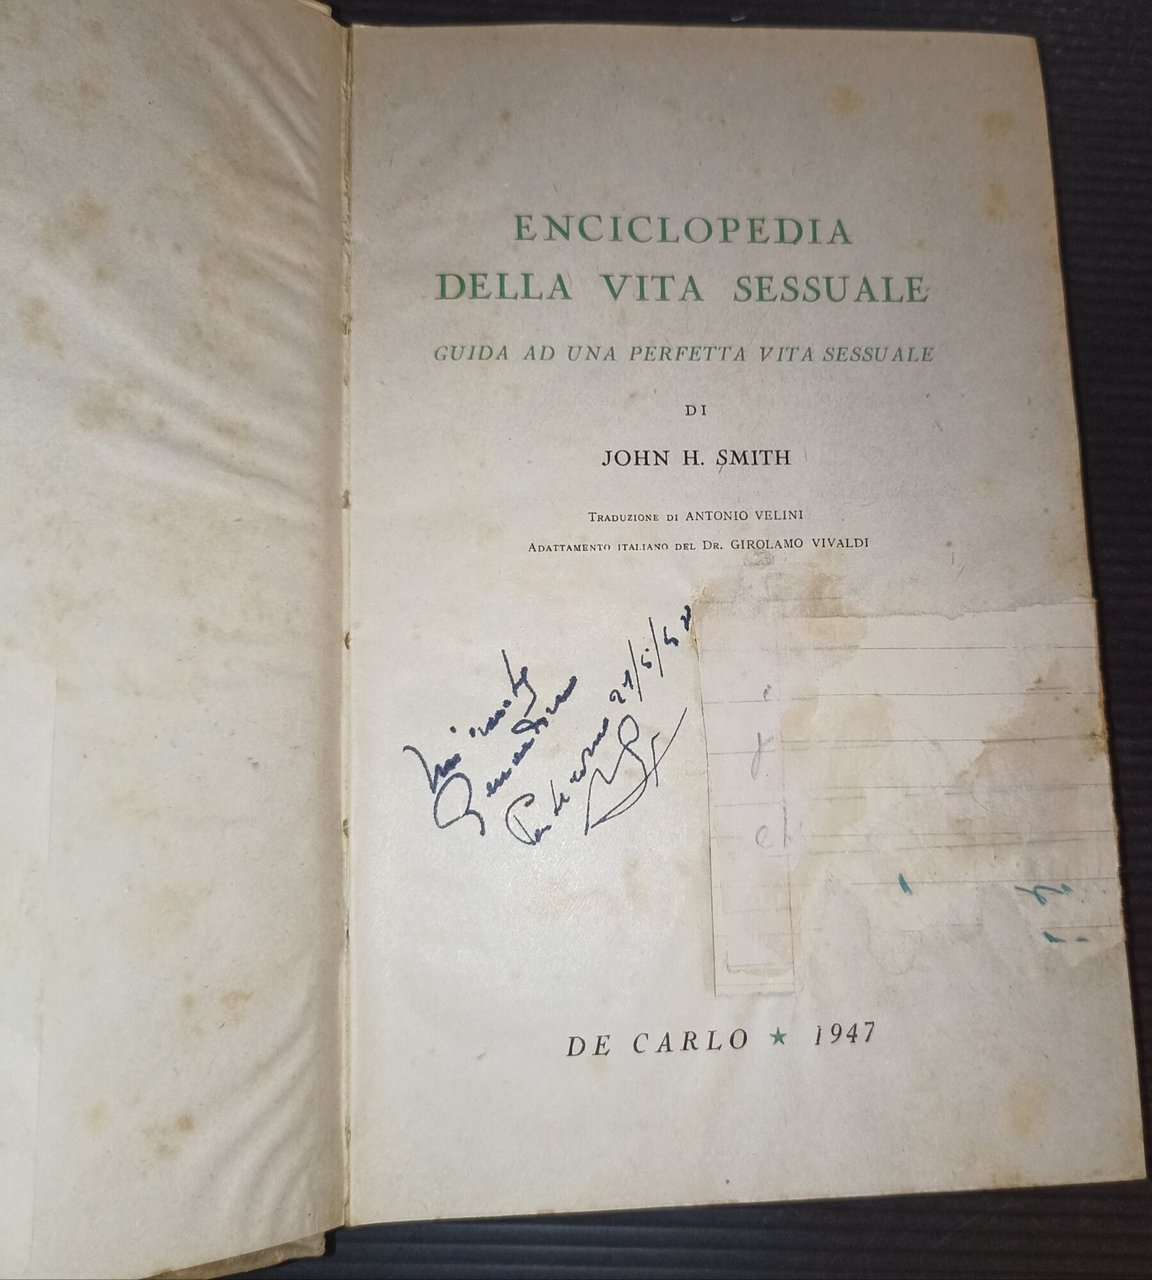 ENCICLOPEDIA
DELLA VITA SESSUALE
GUIDA AD UNA PERFETTA VITA SESSUALE
DI
JOHN H. SMITH
TRADUZIONE DI ANTONIO VELINI
ADATTAMENTO ITALIANO DEL DR. GIROLAMO VIVALDI
DE CARLO ★ 1947